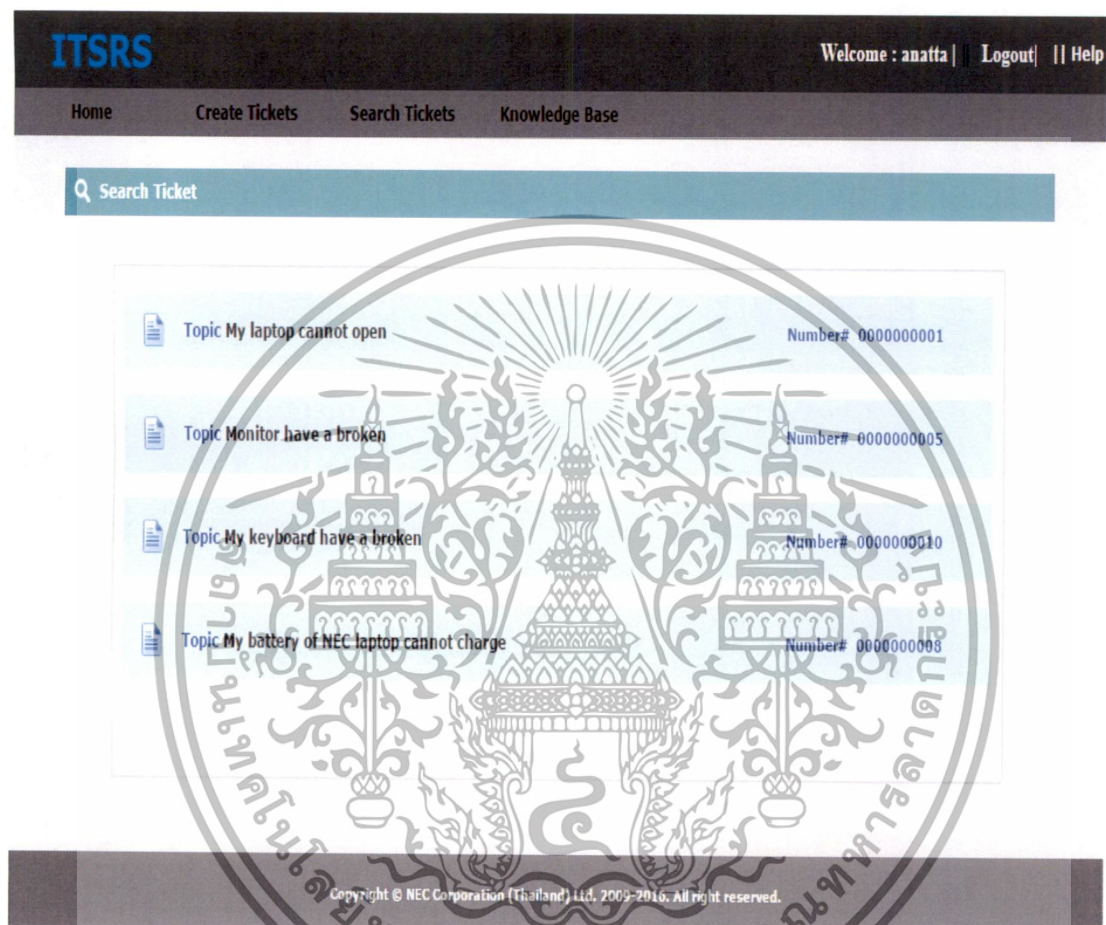 ITSRS
Welcome : anatta | Logout| || Help
Home Create Tickets Search Tickets Knowledge Base
Search Ticket
Topic My laptop cannot open Number# 0000000001
Topic Monitor have a broken Number# 0000000005
Topic My keyboard have a broken Number# 0000000010
Topic My battery of NEC laptop cannot charge Number# 0000000008
Copyright © NEC Corporation (Thailand) Ltd. 2009-2016. All right reserved.